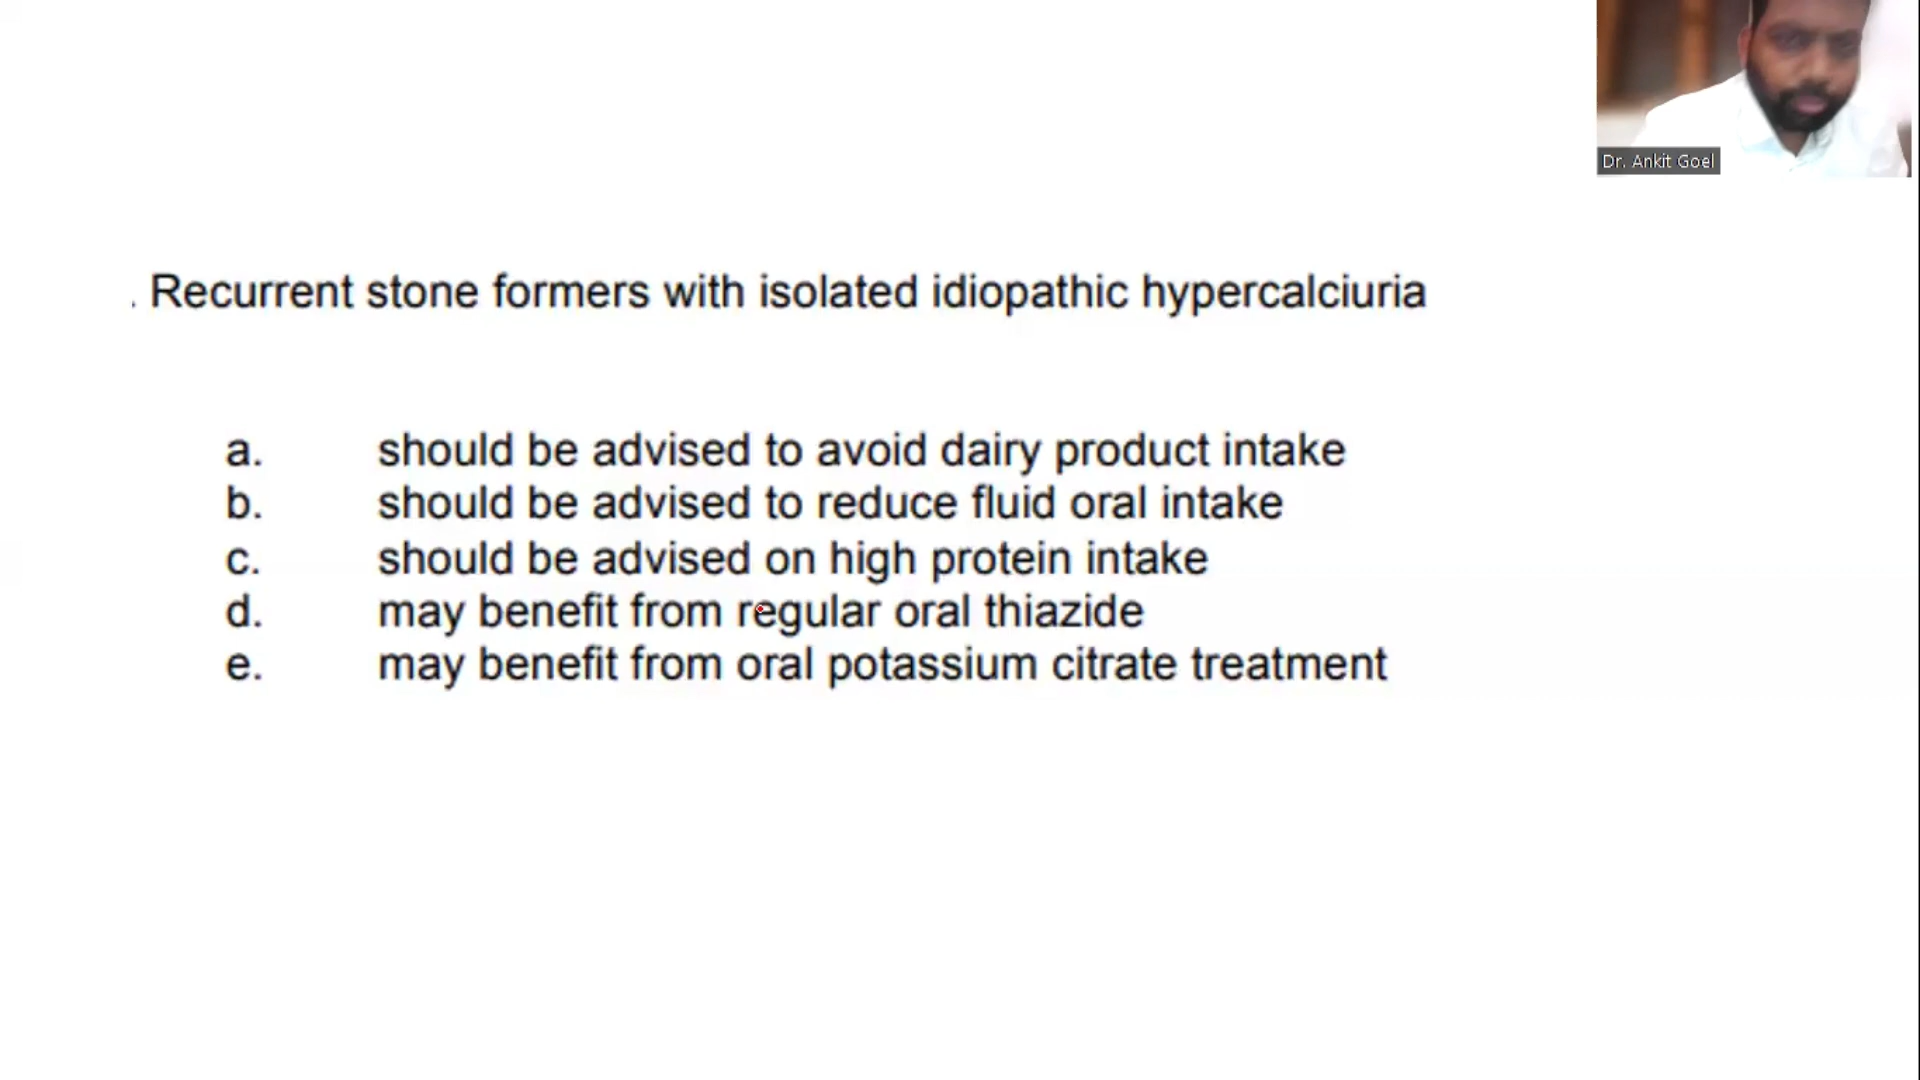 Dr. Ankit Goel
. Recurrent stone formers with isolated idiopathic hypercalciuria
a. should be advised to avoid dairy product intake
b. should be advised to reduce fluid oral intake
c. should be advised on high protein intake
d. may benefit from regular oral thiazide
e. may benefit from oral potassium citrate treatment